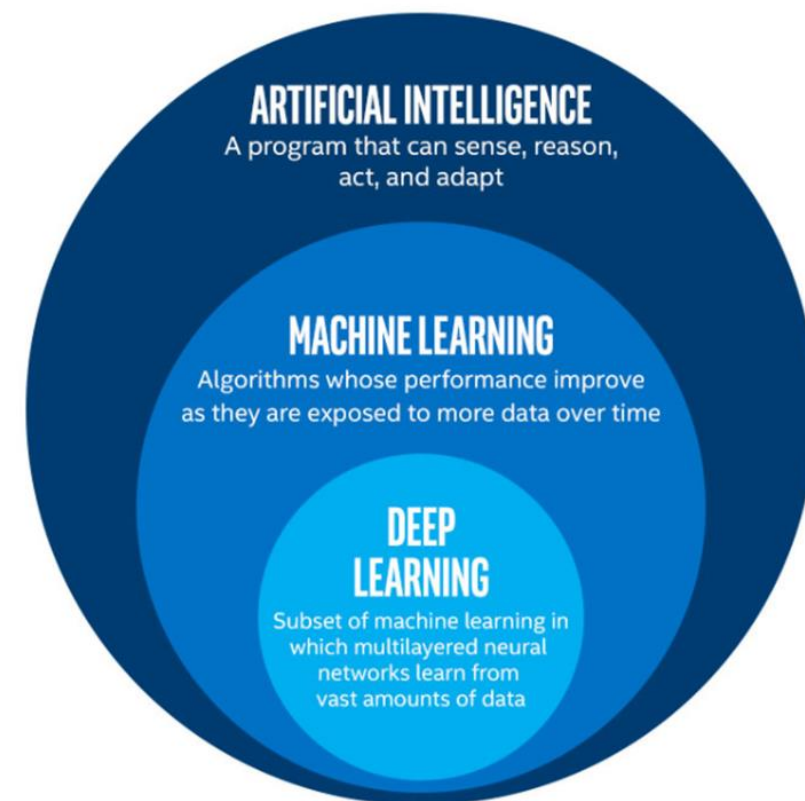 ARTIFICIAL INTELLIGENCE
A program that can sense, reason,
act, and adapt
MACHINE LEARNING
Algorithms whose performance improve
as they are exposed to more data over time
DEEP
LEARNING
Subset of machine learning in
which multilayered neural
networks learn from
vast amounts of data